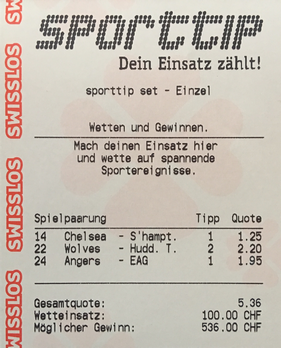 sporttip
Dein Einsatz zählt!
sporttip set - Einzel
Wetten und Gewinnen.
Mach deinen Einsatz hier
und wette auf spannende
Sportereignisse.
Spielpaarung Tipp Quote
14 Chelsea - S'hampt. 1 1.25
22 Wolves - Hudd. T. 2 2.20
24 Angers - EAG 1 1.95
Gesamtquote: 5.36
Wetteinsatz: 100.00 CHF
Möglicher Gewinn: 536.00 CHF
SWISSLOS
SWISSLOS
SWISSLOS